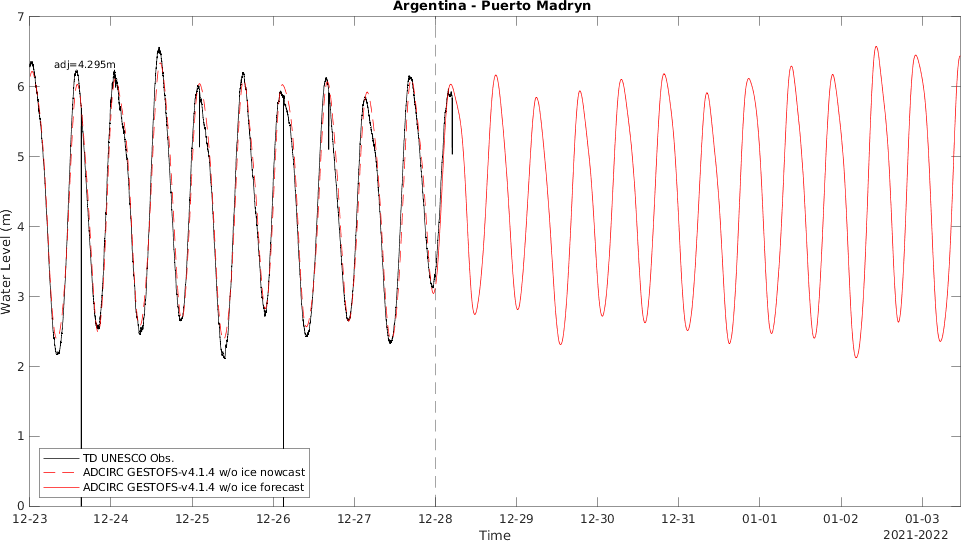 Argentina - Puerto Madryn
7
6
5
4
3
2
1
0
Water Level (m)
adj=4.295m
TD UNESCO Obs.
ADCIRC GESTOFS-v4.1.4 w/o ice nowcast
ADCIRC GESTOFS-v4.1.4 w/o ice forecast
12-23 12-24 12-25 12-26 12-27 12-28 12-29 12-30 12-31 01-01 01-02 01-03
Time
2021-2022